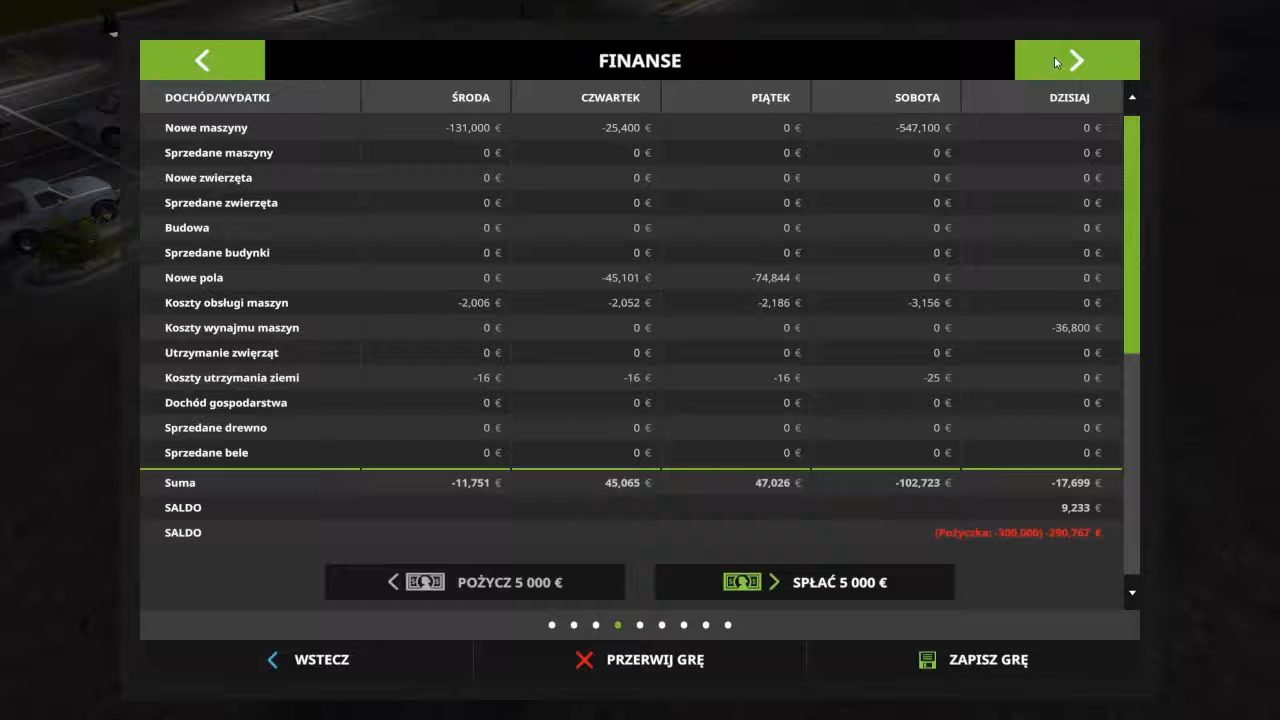 FINANSE
DOCHÓD/WYDATKI ŚRODA CZWARTEK PIĄTEK SOBOTA DZISIAJ
Nowe maszyny -131,000 € -25,400 € 0 € -547,100 € 0 €
Sprzedane maszyny 0 € 0 € 0 € 0 € 0 €
Nowe zwierzęta 0 € 0 € 0 € 0 € 0 €
Sprzedane zwierzęta 0 € 0 € 0 € 0 € 0 €
Budowa 0 € 0 € 0 € 0 € 0 €
Sprzedane budynki 0 € 0 € 0 € 0 € 0 €
Nowe pola 0 € -45,101 € -74,844 € 0 € 0 €
Koszty obsługi maszyn -2,006 € -2,052 € -2,186 € -3,156 € 0 €
Koszty wynajmu maszyn 0 € 0 € 0 € 0 € -36,800 €
Utrzymanie zwięrząt 0 € 0 € 0 € 0 € 0 €
Koszty utrzymania ziemi -16 € -16 € -16 € -25 € 0 €
Dochód gospodarstwa 0 € 0 € 0 € 0 € 0 €
Sprzedane drewno 0 € 0 € 0 € 0 € 0 €
Sprzedane bele 0 € 0 € 0 € 0 € 0 €
Suma -11,751 € 45,065 € 47,026 € -102,723 € -17,699 €
SALDO 9,233 €
SALDO (Pożyczka: -300,000) -290,767 €
POŻYCZ 5 000 € SPŁAĆ 5 000 €
WSTECZ PRZERWIJ GRĘ ZAPISZ GRĘ